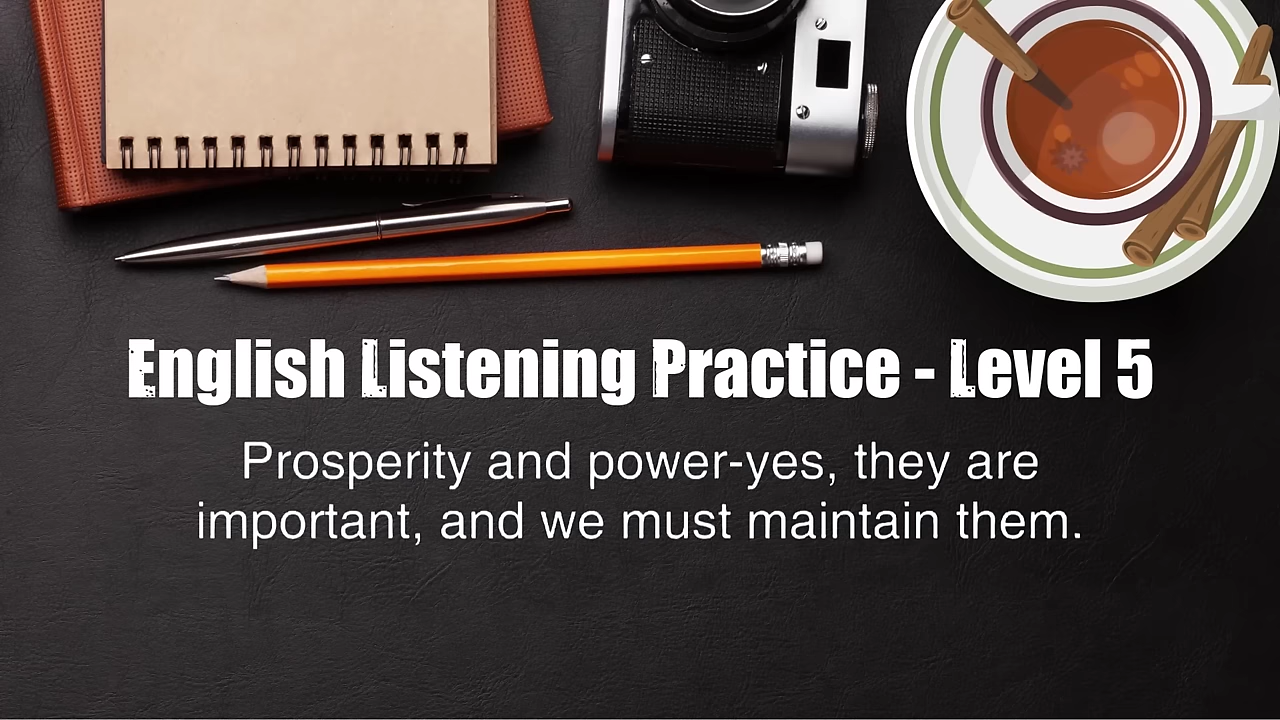 English Listening Practice - Level 5
Prosperity and power-yes, they are
important, and we must maintain them.